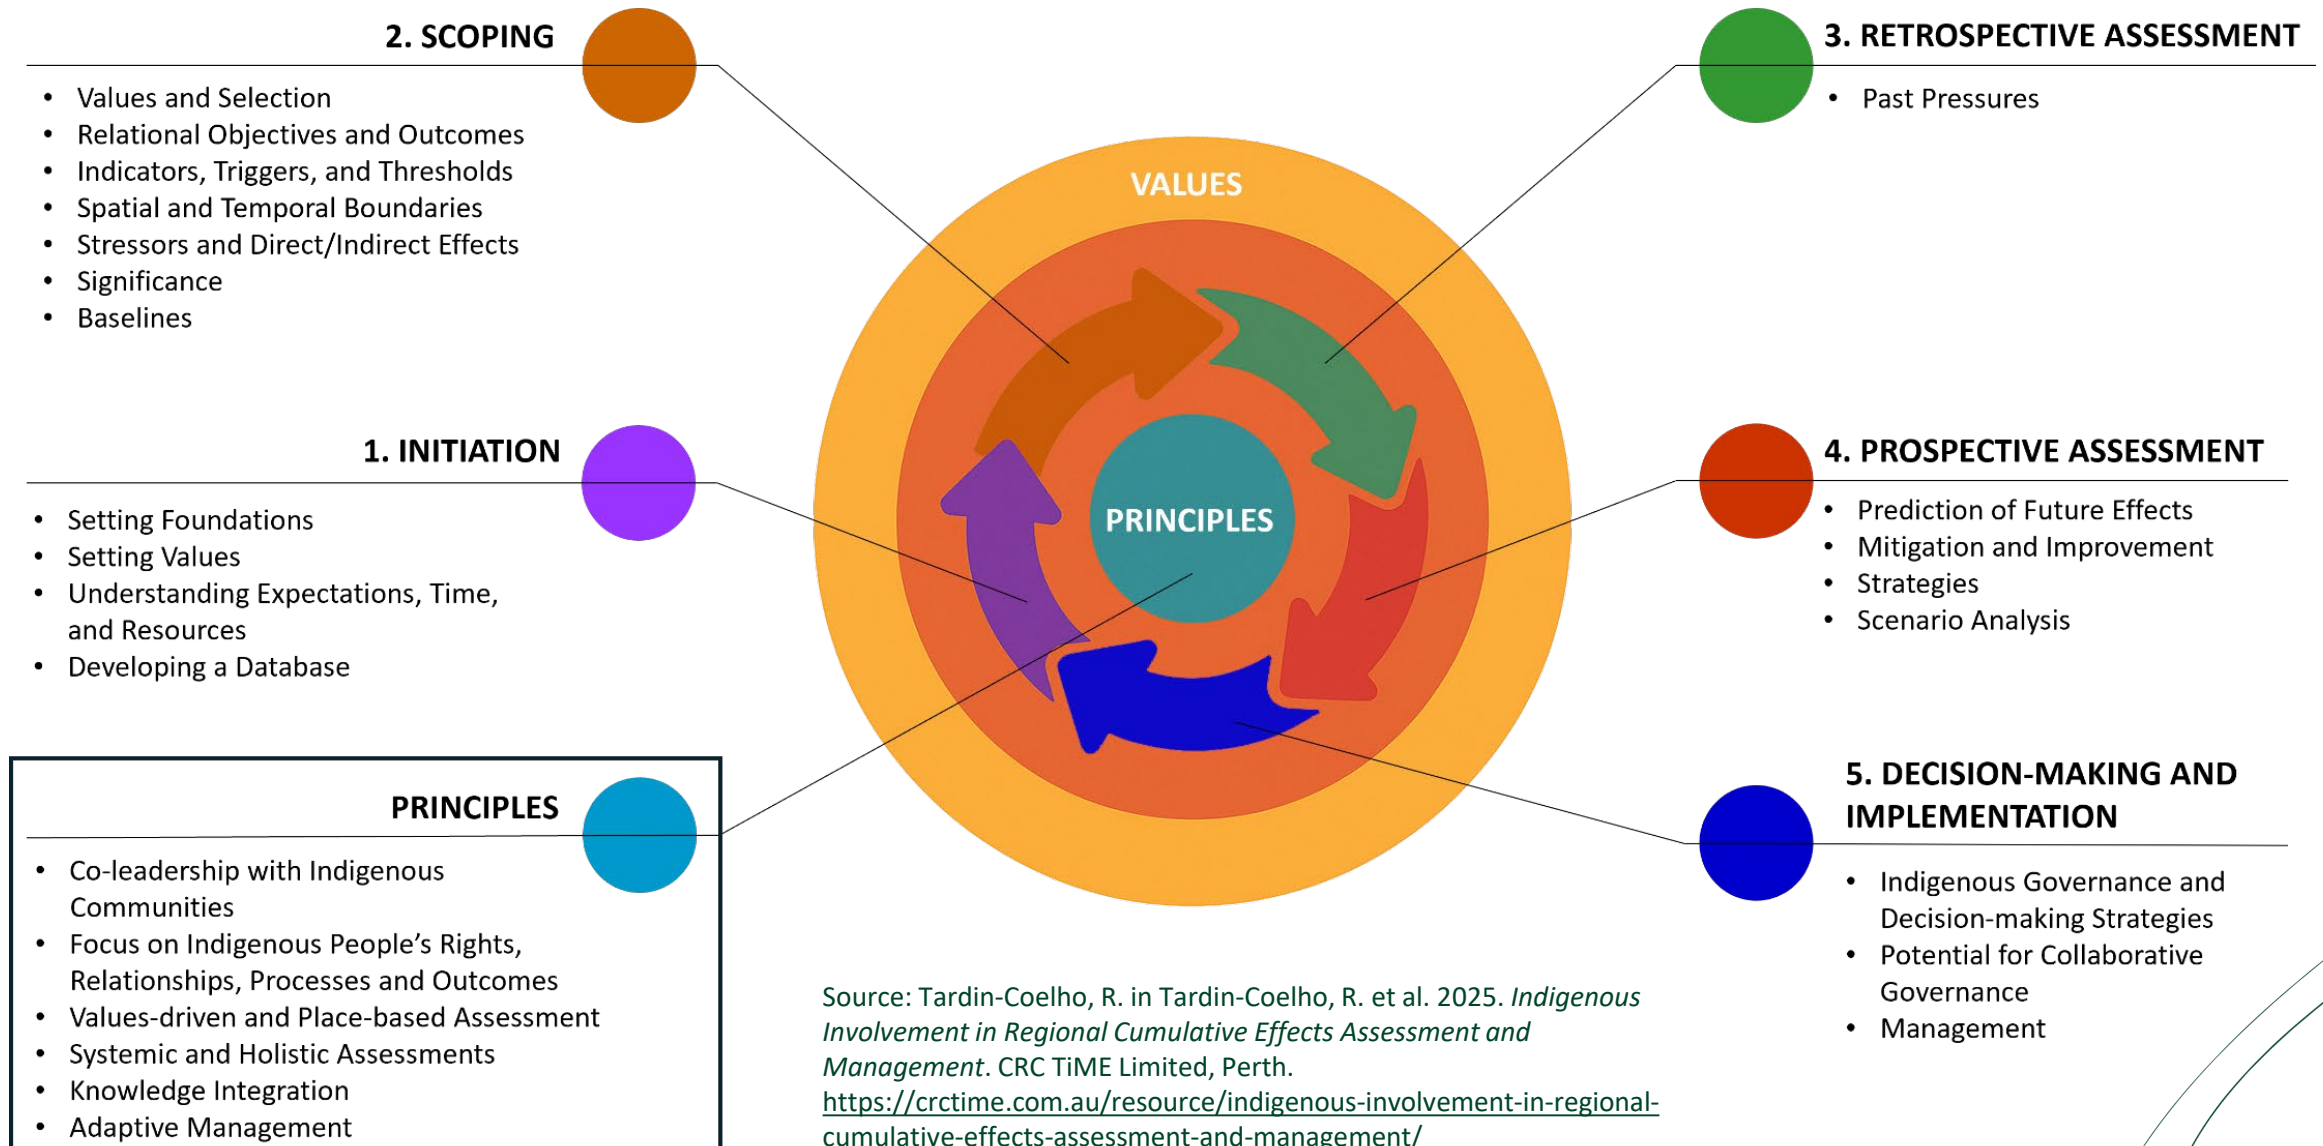 2. SCOPING
• Values and Selection
• Relational Objectives and Outcomes
• Indicators, Triggers, and Thresholds
• Spatial and Temporal Boundaries
• Stressors and Direct/Indirect Effects
• Significance
• Baselines
1. INITIATION
• Setting Foundations
• Setting Values
• Understanding Expectations, Time,
and Resources
• Developing a Database
PRINCIPLES
• Co-leadership with Indigenous
Communities
• Focus on Indigenous People’s Rights,
Relationships, Processes and Outcomes
• Values-driven and Place-based Assessment
• Systemic and Holistic Assessments
• Knowledge Integration
• Adaptive Management
VALUES
PRINCIPLES
3. RETROSPECTIVE ASSESSMENT
• Past Pressures
4. PROSPECTIVE ASSESSMENT
• Prediction of Future Effects
• Mitigation and Improvement
• Strategies
• Scenario Analysis
5. DECISION-MAKING AND
IMPLEMENTATION
• Indigenous Governance and
Decision-making Strategies
• Potential for Collaborative
Governance
• Management
Source: Tardin-Coelho, R. in Tardin-Coelho, R. et al. 2025. Indigenous
Involvement in Regional Cumulative Effects Assessment and
Management. CRC TiME Limited, Perth.
https://crctime.com.au/resource/indigenous-involvement-in-regional-
cumulative-effects-assessment-and-management/